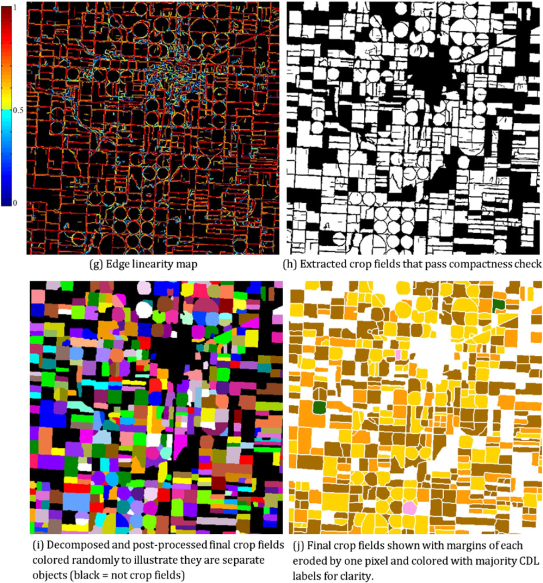 1
0.5
0
(g) Edge linearity map
(h) Extracted crop fields that pass compactness check
(i) Decomposed and post-processed final crop fields
colored randomly to illustrate they are separate
objects (black = not crop fields)
(j) Final crop fields shown with margins of each
eroded by one pixel and colored with majority CDL
labels for clarity.